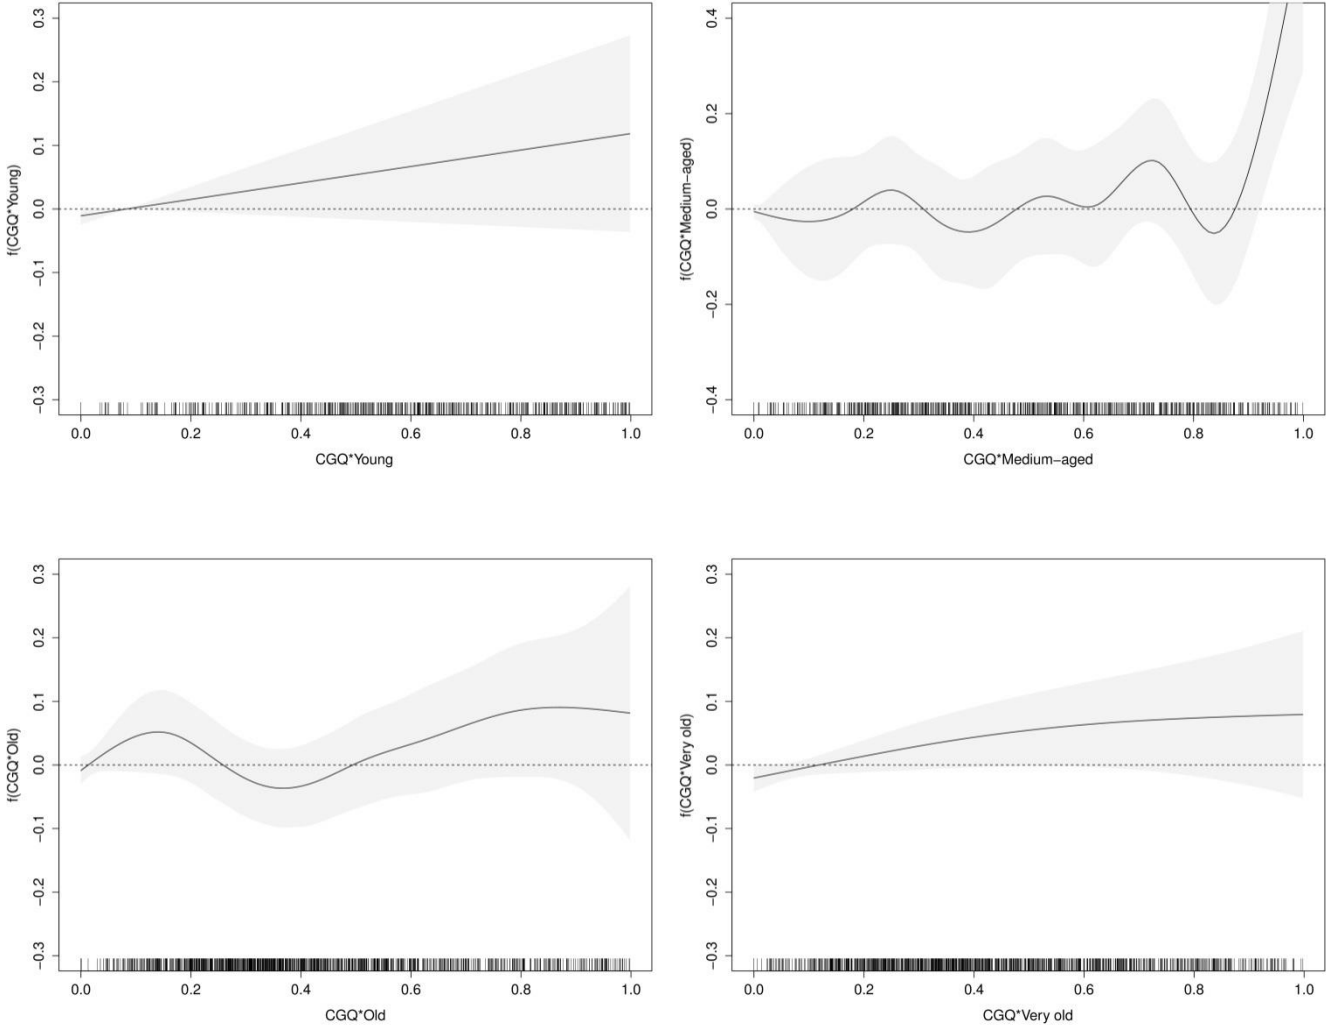 f(CGQ*Young)
0.3
0.2
0.1
0.0
−0.1
−0.2
−0.3
0.0 0.2 0.4 0.6 0.8 1.0
CGQ*Young
f(CGQ*Medium−aged)
0.4
0.2
0.0
−0.2
−0.4
0.0 0.2 0.4 0.6 0.8 1.0
CGQ*Medium−aged
f(CGQ*Old)
0.3
0.2
0.1
0.0
−0.1
−0.2
−0.3
0.0 0.2 0.4 0.6 0.8 1.0
CGQ*Old
f(CGQ*Very old)
0.3
0.2
0.1
0.0
−0.1
−0.2
−0.3
0.0 0.2 0.4 0.6 0.8 1.0
CGQ*Very old